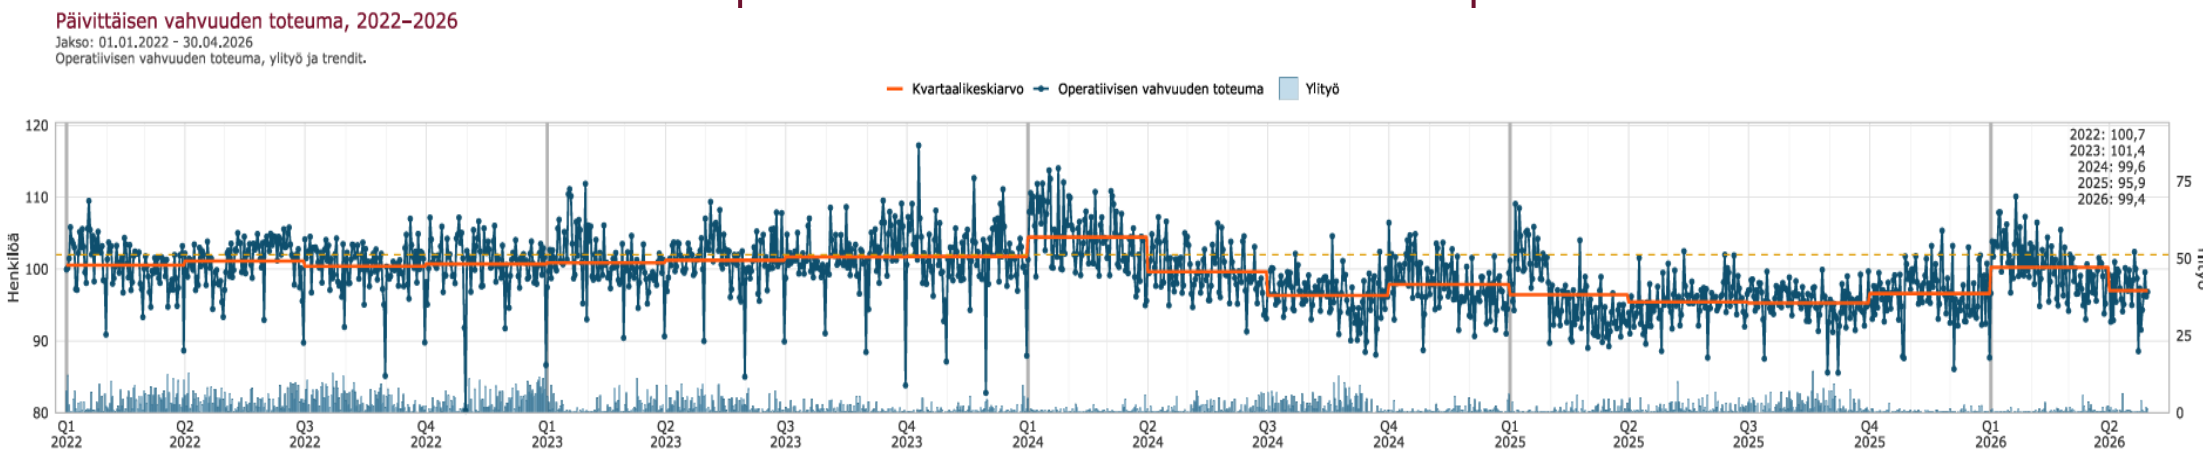 Päivittäisen vahvuuden toteuma, 2022–2026
Jakso: 01.01.2022 - 30.04.2026
Operatiivisen vahvuuden toteuma, ylityö ja trendit.
Kvartaalikeskiarvo
Operatiivisen vahvuuden toteuma
Ylityö
2022: 100,7
2023: 101,4
2024: 99,6
2025: 95,9
2026: 99,4
Henkilöä
120
110
100
90
80
75
50
25
0
Q1 Q2 Q3 Q4 Q1 Q2 Q3 Q4 Q1 Q2 Q3 Q4 Q1 Q2 Q3 Q4 Q1 Q2
2022 2022 2022 2022 2023 2023 2023 2023 2024 2024 2024 2024 2025 2025 2025 2025 2026 2026